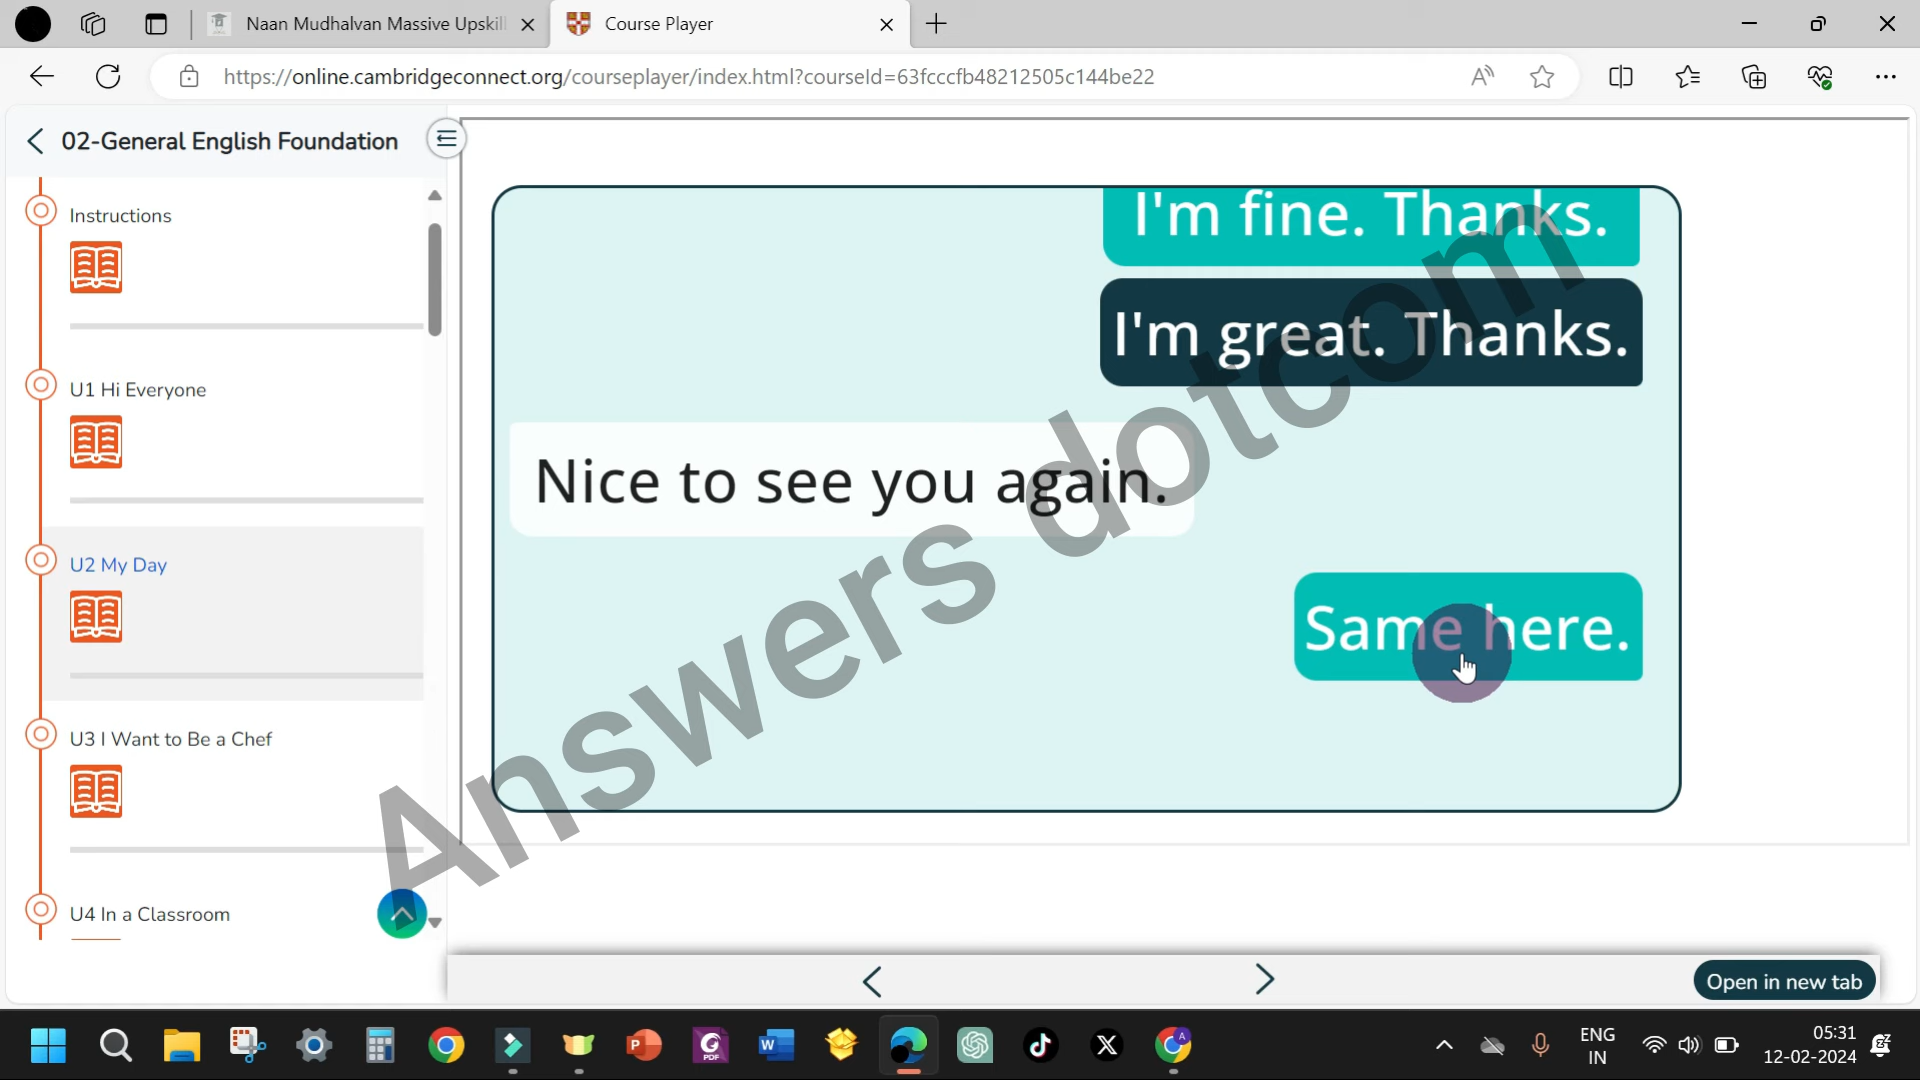 Naan Mudhalvan Massive Upskil
Course Player
https://online.cambridgeconnect.org/courseplayer/index.html?courseId=63fcccfb48212505c144be22
02-General English Foundation
Instructions
U1 Hi Everyone
U2 My Day
U3 I Want to Be a Chef
U4 In a Classroom
I'm fine. Thanks.
I'm great. Thanks.
Nice to see you again.
Same here.
Answers dotcom
Open in new tab
ENG
IN
05:31
12-02-2024